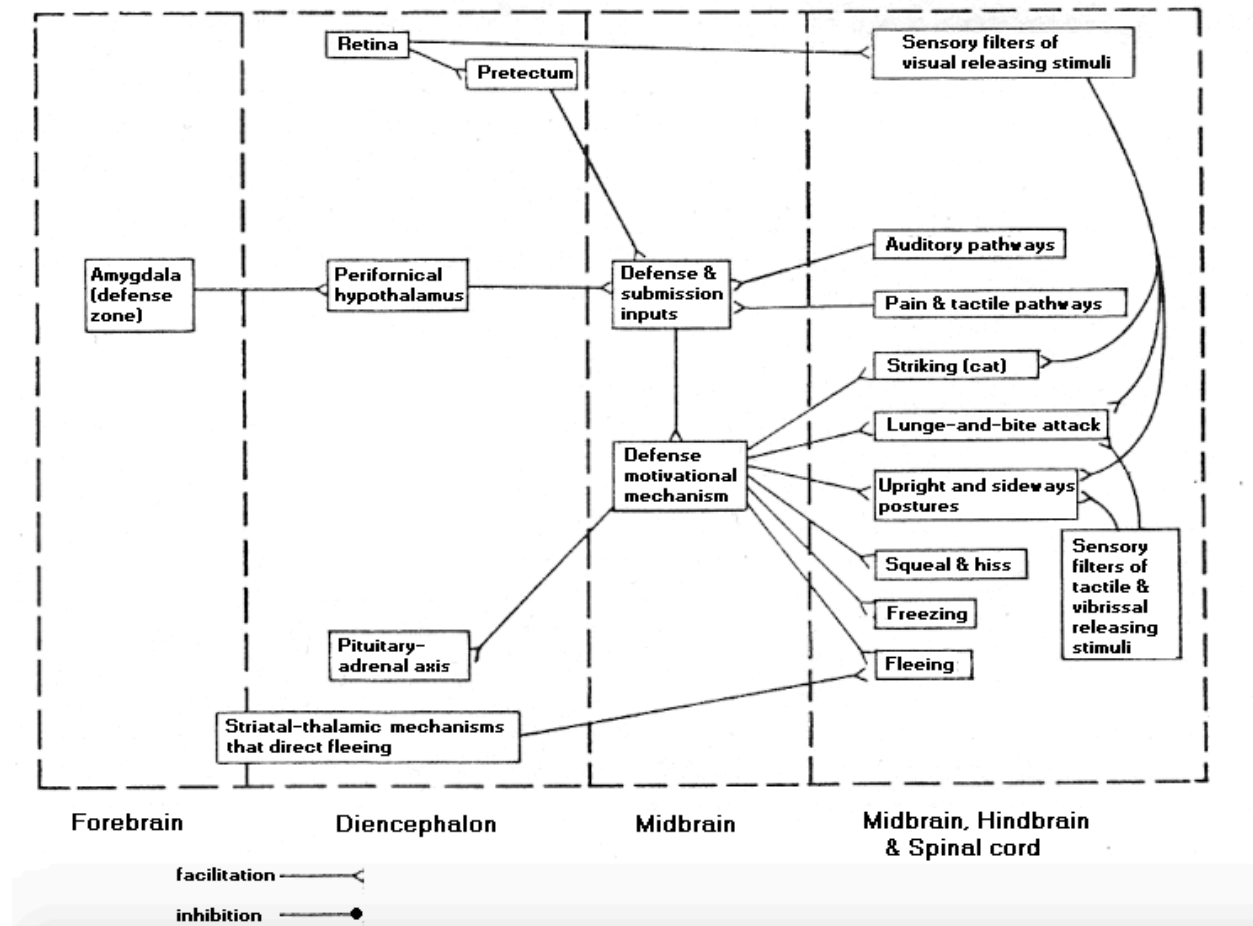 Retina
Pretectum
Sensory filters of
visual releasing stimuli
Auditory pathways
Amygdala
(defense
zone)
Perifornical
hypothalamus
Defense &
submission
inputs
Pain & tactile pathways
Striking (cat)
Lunge-and-bite attack
Defense
motivational
mechanism
Upright and sideways
postures
Squeal & hiss
Sensory
filters of
tactile &
vibrissal
releasing
stimuli
Freezing
Pituitary-
adrenal axis
Fleeing
Striatal-thalamic mechanisms
that direct fleeing
Forebrain
Diencephalon
Midbrain
Midbrain, Hindbrain
& Spinal cord
facilitation
inhibition